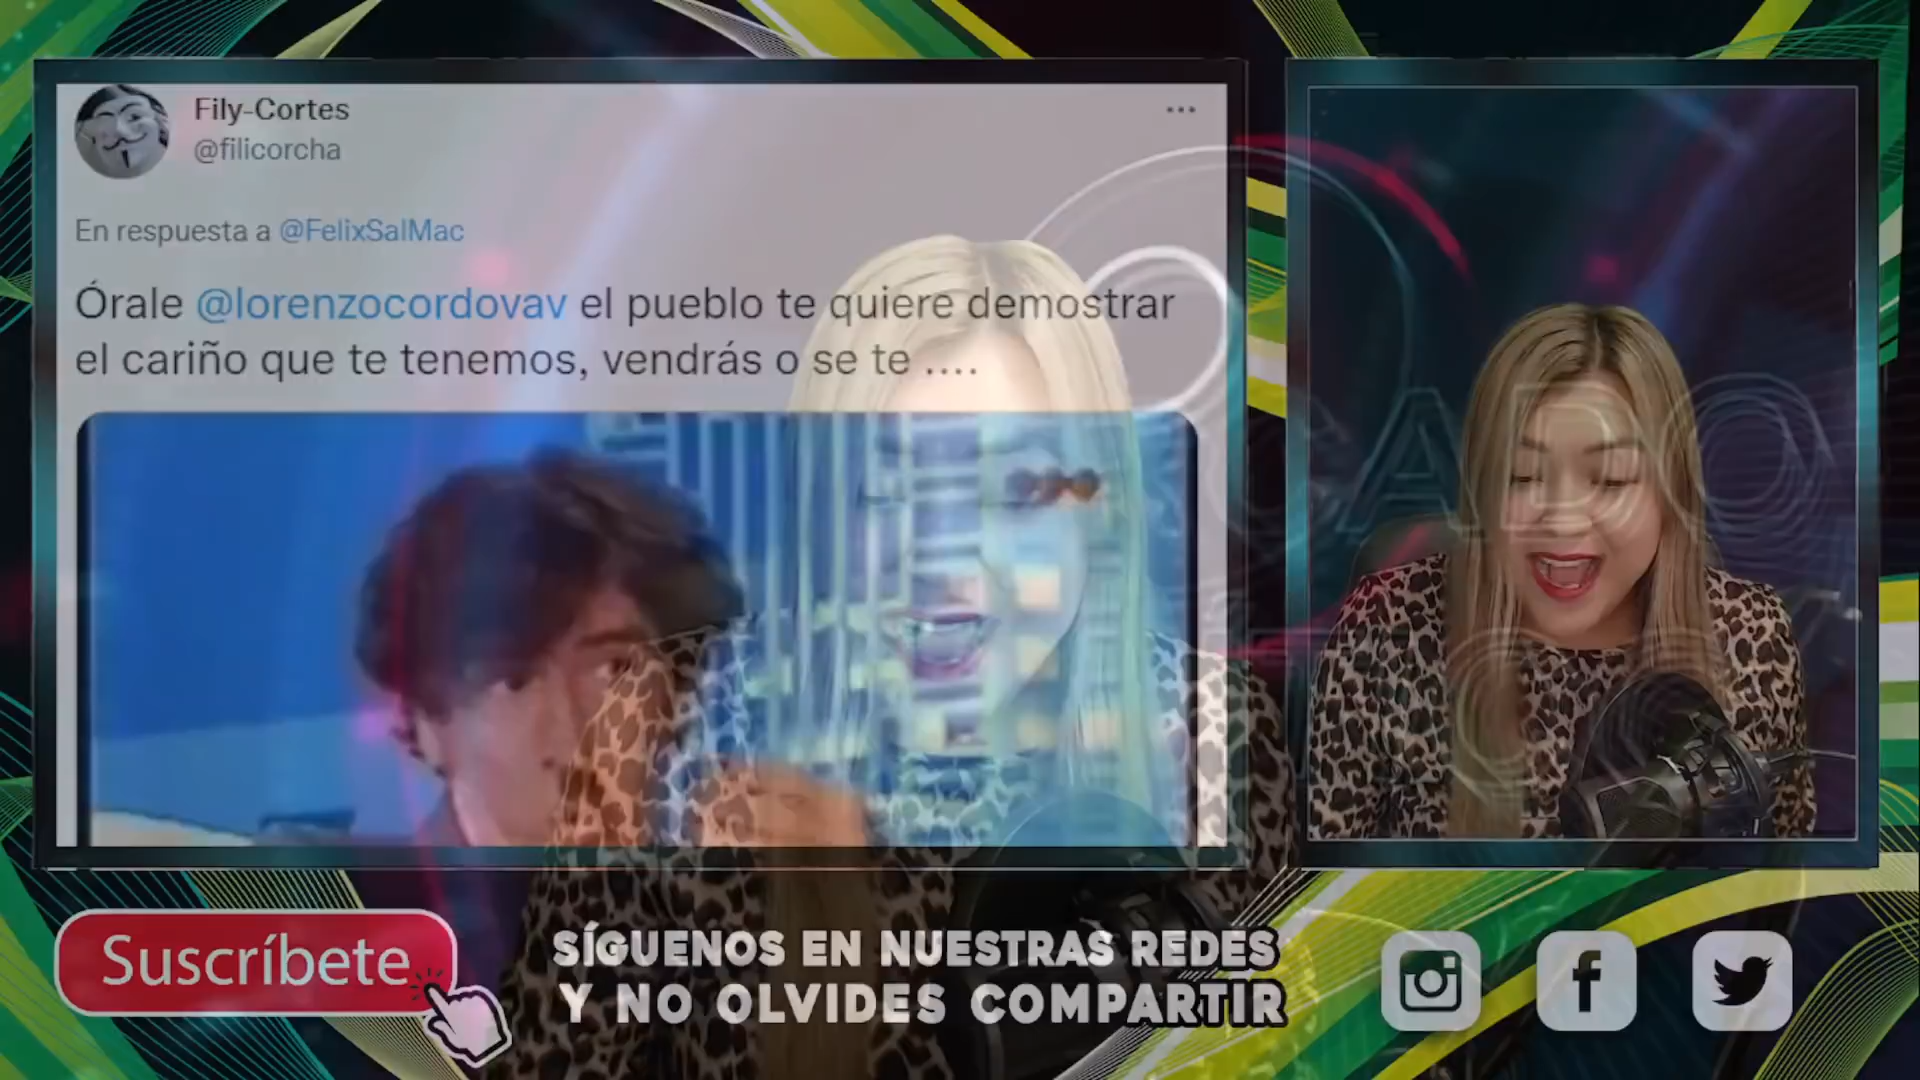 Fily-Cortes
@filicorcha
En respuesta a @FelixSalMac
Órale @lorenzocordovav el pueblo te quiere demostrar
el cariño que te tenemos, vendrás o se te ....
Suscríbete
SÍGUENOS EN NUESTRAS REDES
Y NO OLVIDES COMPARTIR